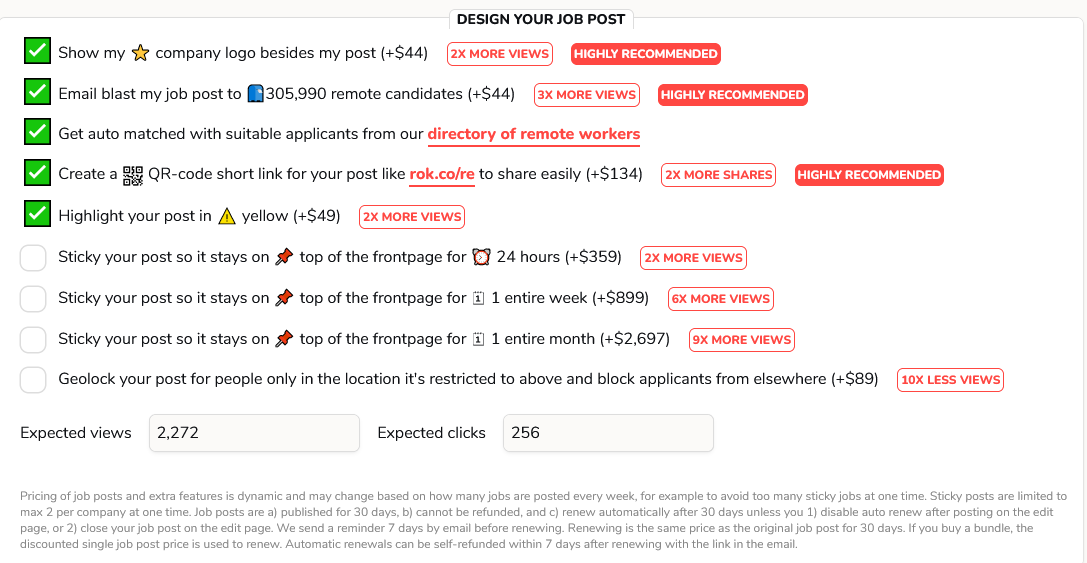 DESIGN YOUR JOB POST
Show my ⭐ company logo besides my post (+$44) 2X MORE VIEWS HIGHLY RECOMMENDED
Email blast my job post to 305,990 remote candidates (+$44) 3X MORE VIEWS HIGHLY RECOMMENDED
Get auto matched with suitable applicants from our directory of remote workers
Create a QR-code short link for your post like rok.co/re to share easily (+$134) 2X MORE SHARES HIGHLY RECOMMENDED
Highlight your post in ⚠️ yellow (+$49) 2X MORE VIEWS
Sticky your post so it stays on 📌 top of the frontpage for ⏰ 24 hours (+$359) 2X MORE VIEWS
Sticky your post so it stays on 📌 top of the frontpage for 🗓 1 entire week (+$899) 6X MORE VIEWS
Sticky your post so it stays on 📌 top of the frontpage for 🗓 1 entire month (+$2,697) 9X MORE VIEWS
Geolock your post for people only in the location it's restricted to above and block applicants from elsewhere (+$89) 10X LESS VIEWS
Expected views 2,272 Expected clicks 256
Pricing of job posts and extra features is dynamic and may change based on how many jobs are posted every week, for example to avoid too many sticky jobs at one time. Sticky posts are limited to
max 2 per company at one time. Job posts are a) published for 30 days, b) cannot be refunded, and c) renew automatically after 30 days unless you 1) disable auto renew after posting on the edit
page, or 2) close your job post on the edit page. We send a reminder 7 days by email before renewing. Renewing is the same price as the original job post for 30 days. If you buy a bundle, the
discounted single job post price is used to renew. Automatic renewals can be self-refunded within 7 days after renewing with the link in the email.